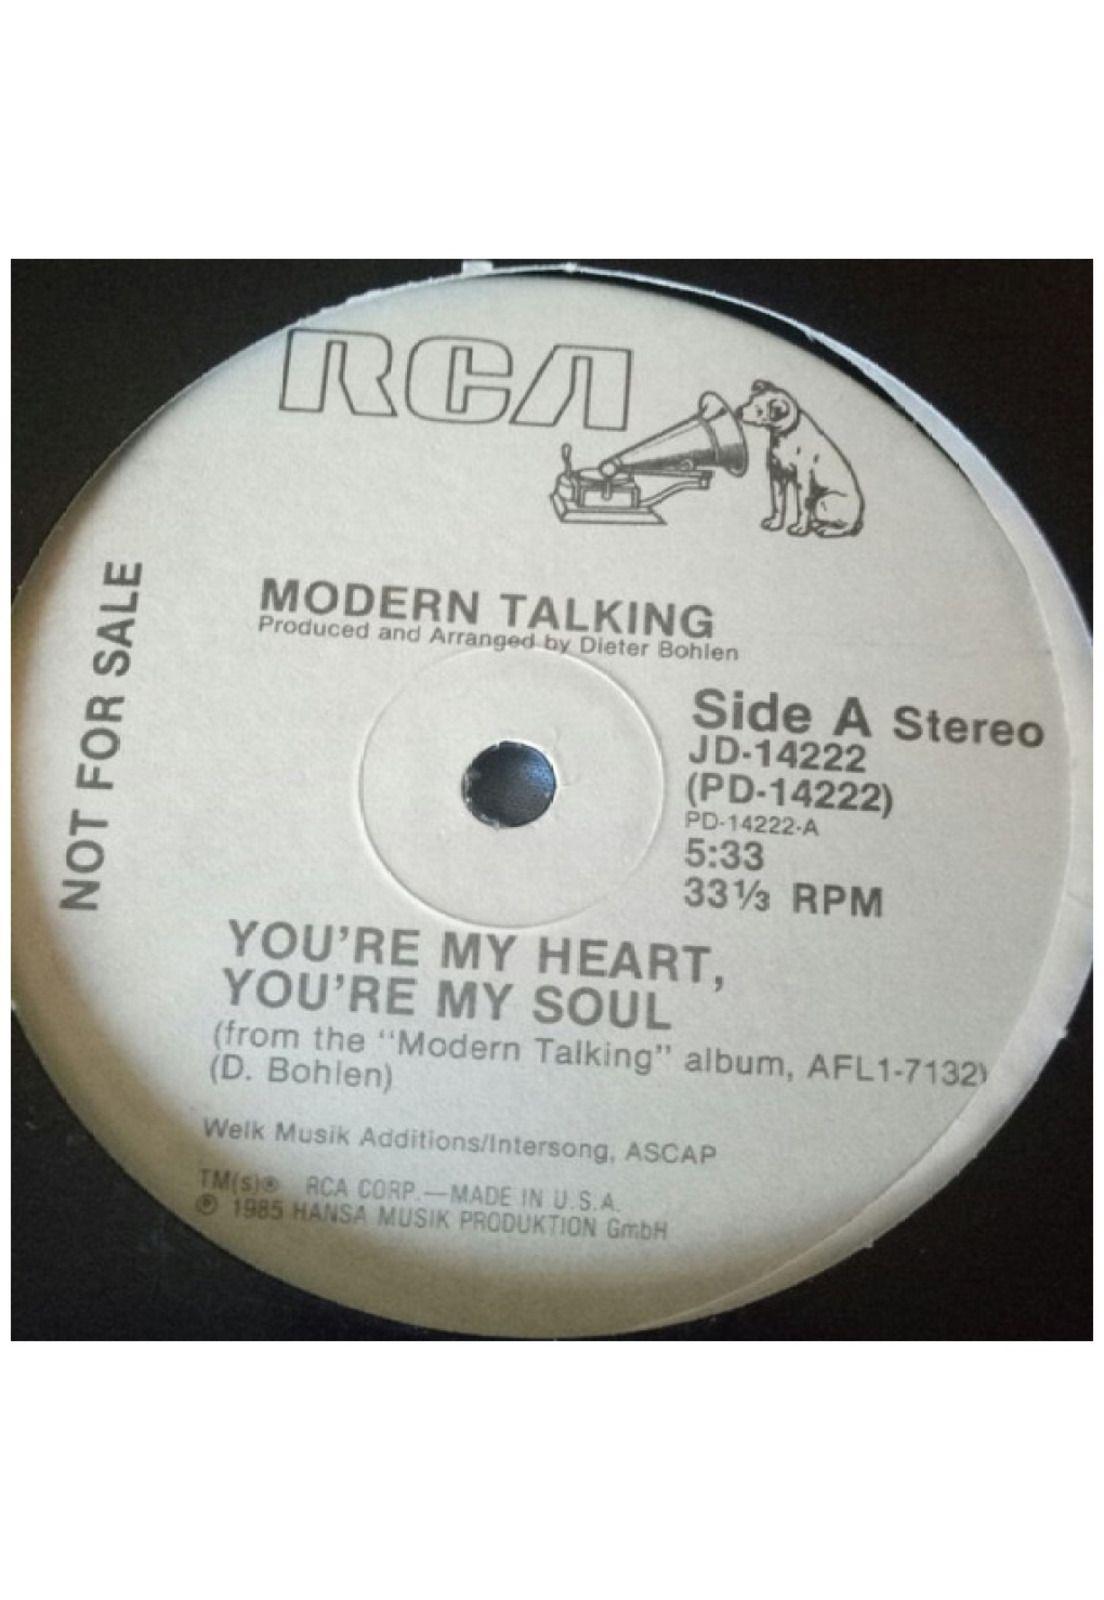 RCA
MODERN TALKING
Produced and Arranged by Dieter Bohlen
NOT FOR SALE
Side A Stereo
JD-14222
(PD-14222)
PD-14222-A
5:33
33⅓ RPM
YOU'RE MY HEART,
YOU'RE MY SOUL
(from the "Modern Talking" album, AFL1-7132)
(D. Bohlen)
Welk Musik Additions/Intersong, ASCAP
TM(s)® RCA CORP.—MADE IN U.S.A.
℗ 1985 HANSA MUSIK PRODUKTION GmbH